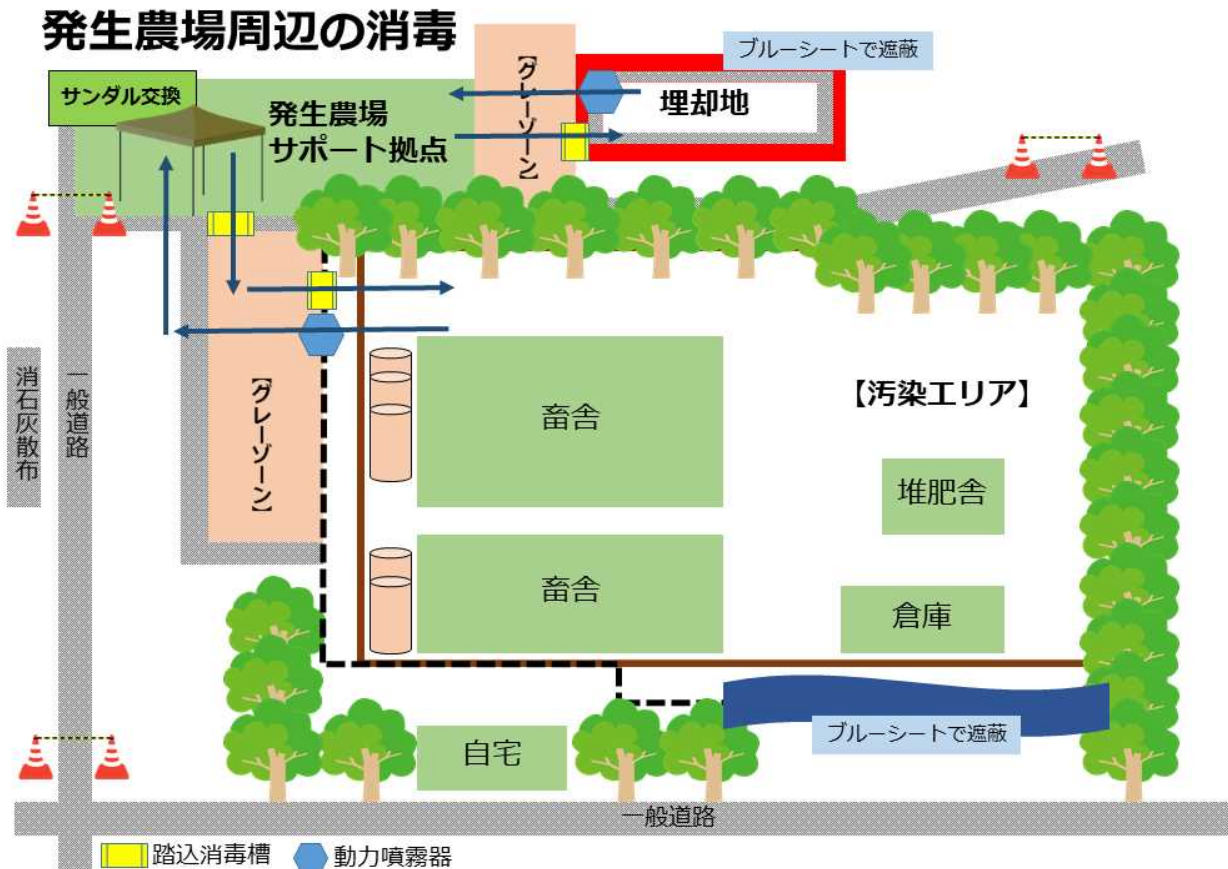 発生農場周辺の消毒
サンダル交換
発生農場
サポート拠点
【グレーゾーン】
ブルーシートで遮蔽
埋却地
消石灰散布
一般道路
【グレーゾーン】
畜舎
【汚染エリア】
堆肥舎
畜舎
倉庫
自宅
ブルーシートで遮蔽
一般道路
踏込消毒槽
動力噴霧器